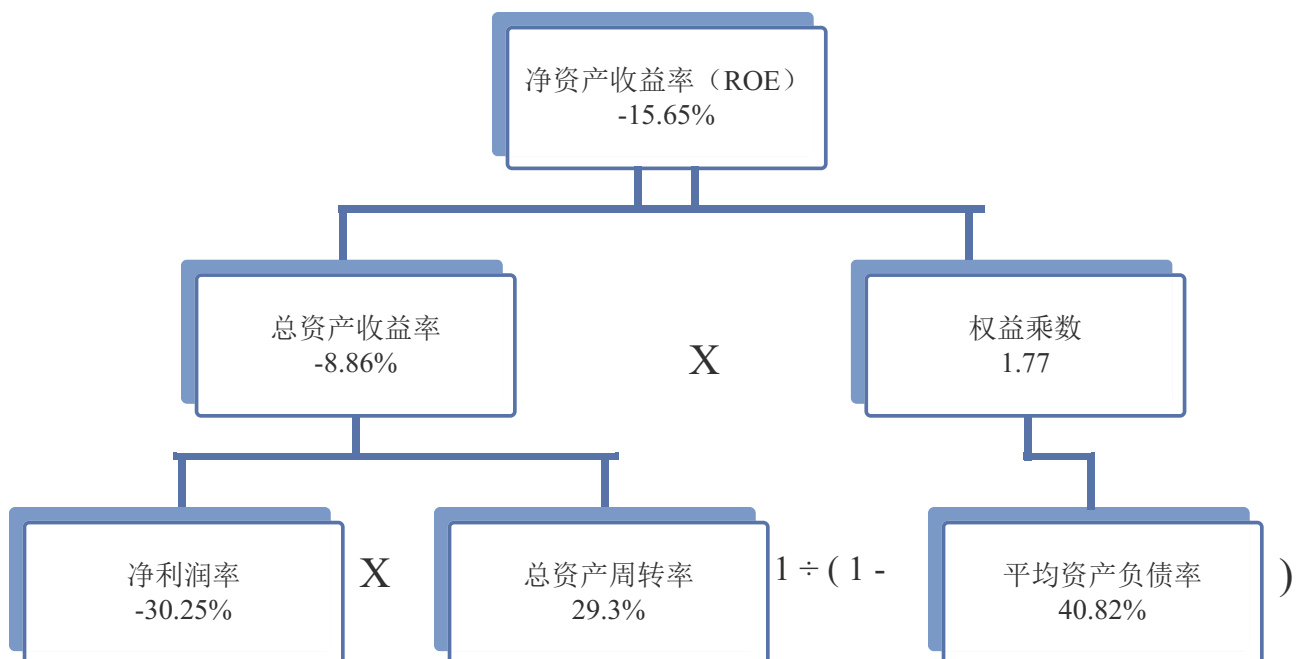 净资产收益率（ROE）
-15.65%
总资产收益率
-8.86%
X
权益乘数
1.77
净利润率
-30.25%
X
总资产周转率
29.3%
1 ÷ ( 1 -
平均资产负债率
40.82%
)